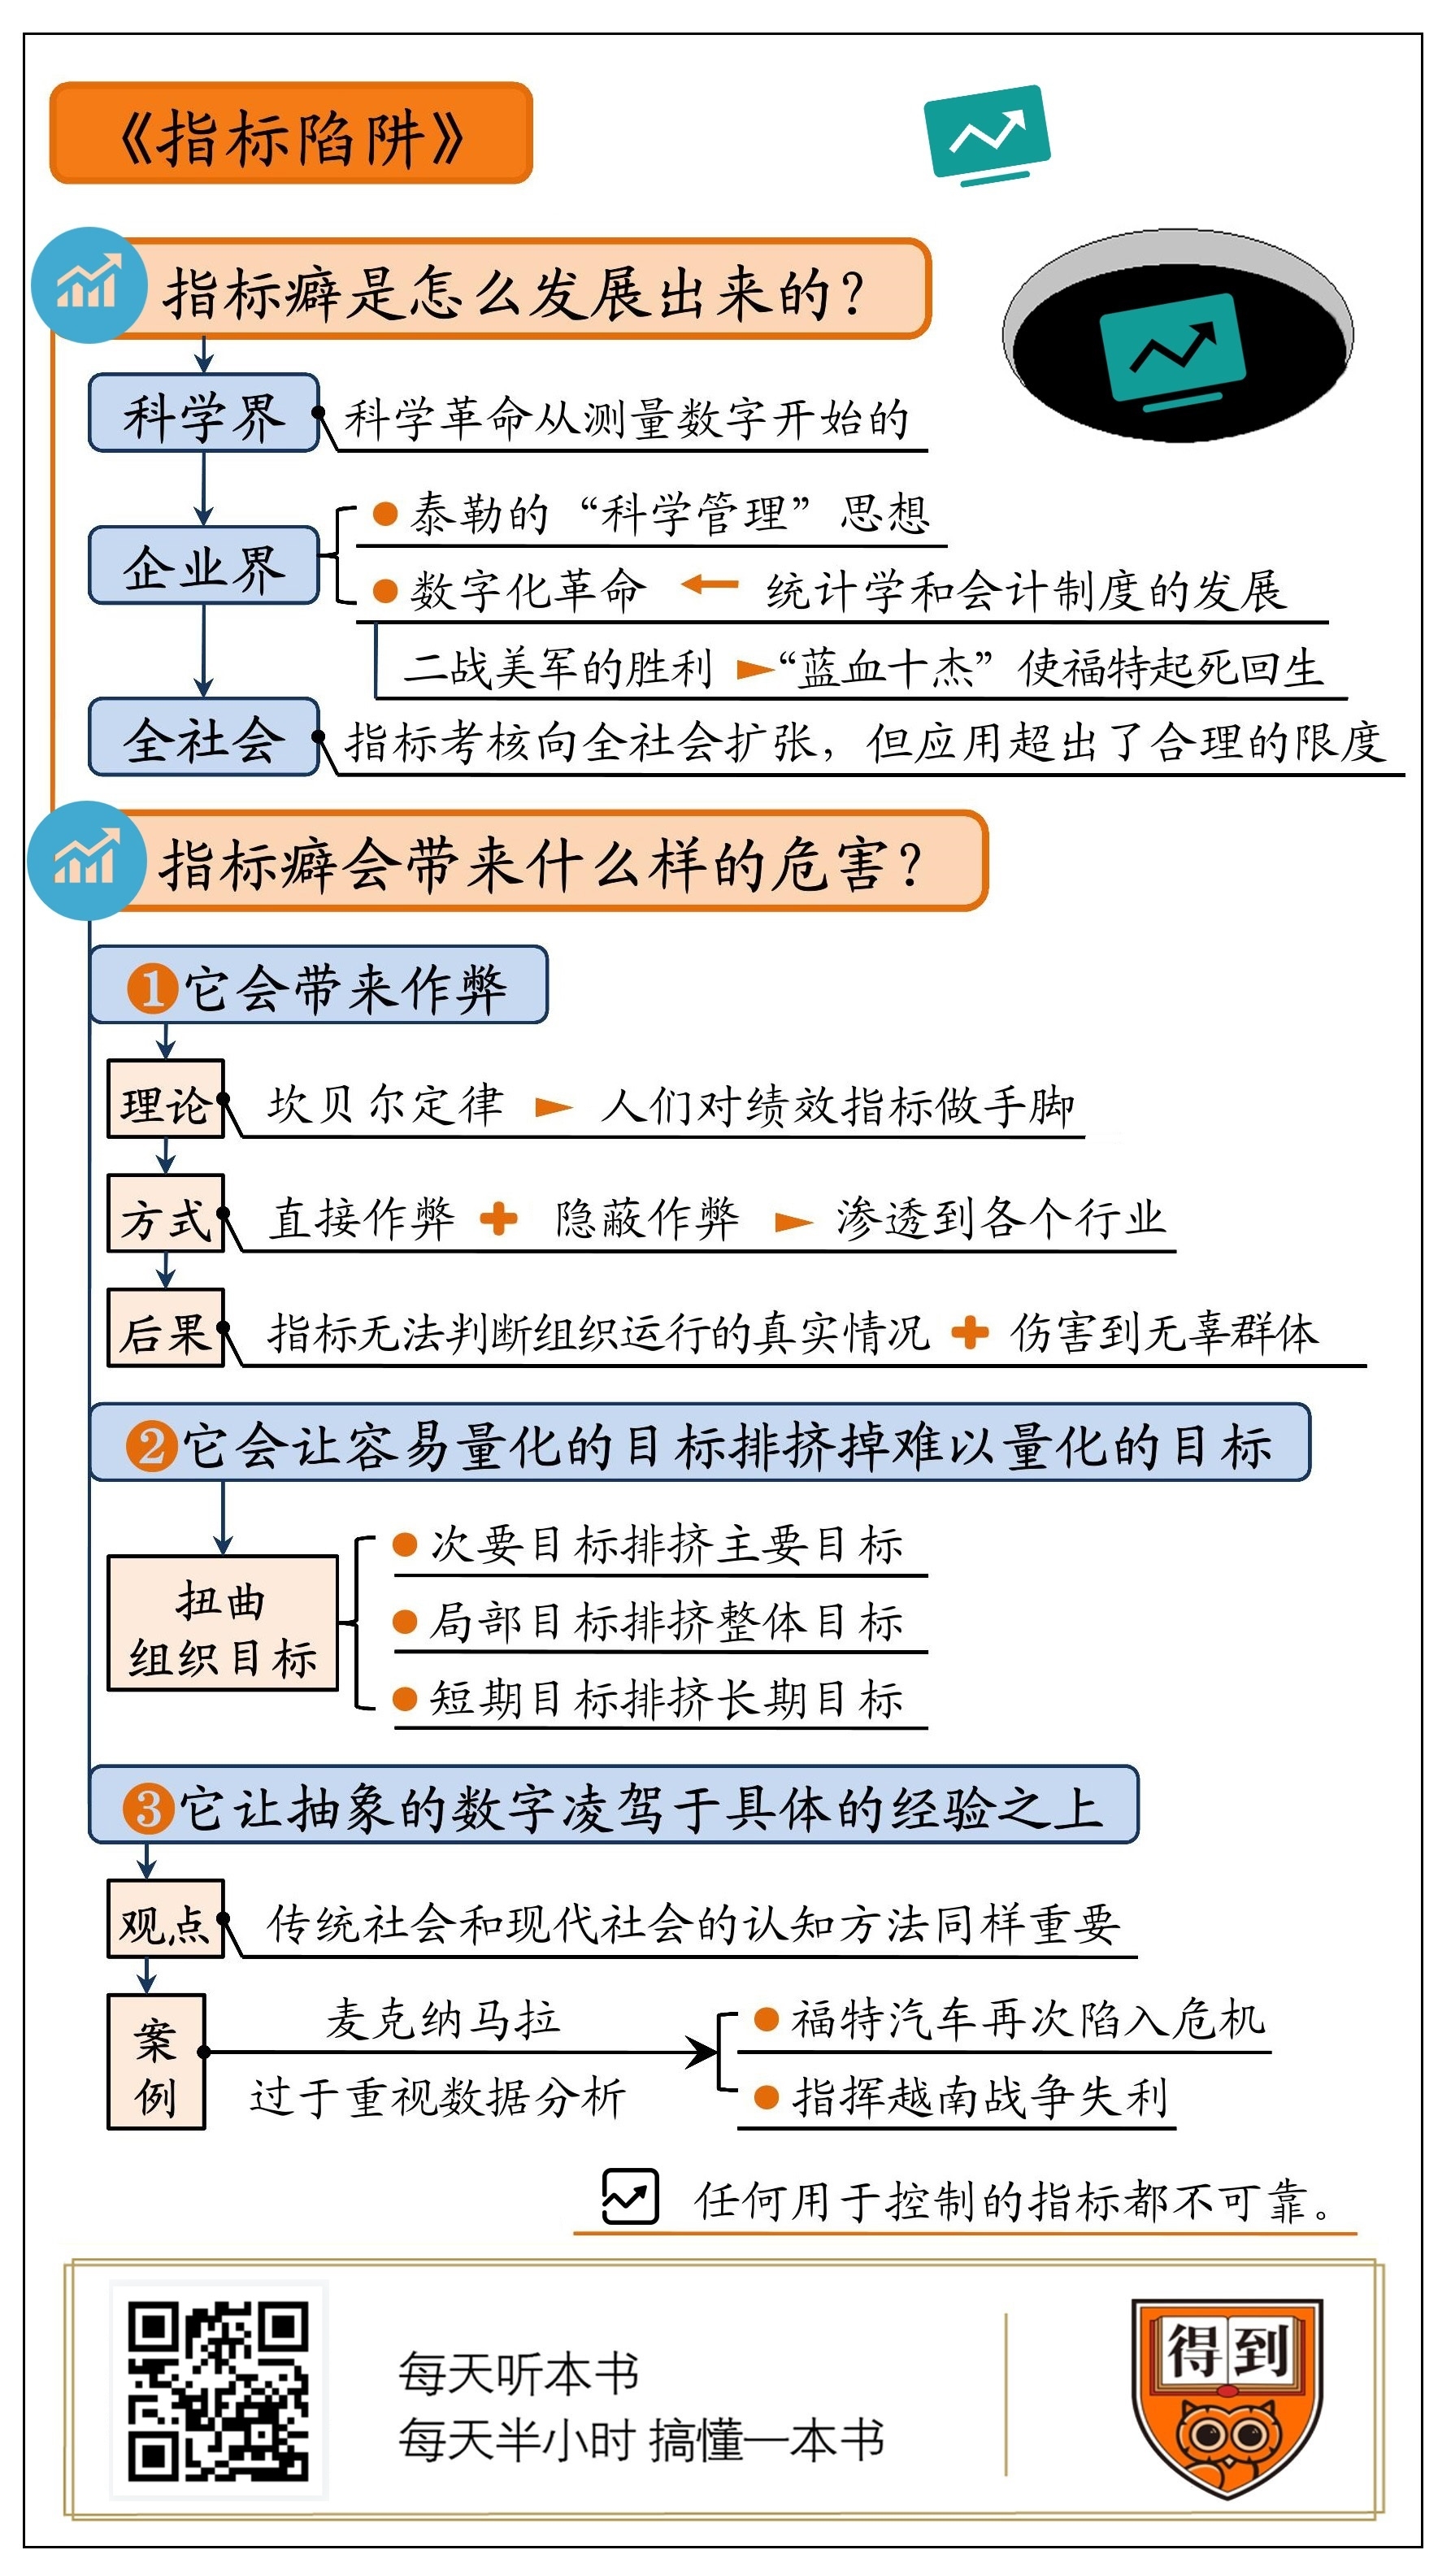 《指标陷阱》
指标癖是怎么发展出来的？
科学界
科学革命从测量数字开始的
企业界
泰勒的“科学管理”思想
数字化革命 统计学和会计制度的发展
二战美军的胜利 “蓝血十杰”使福特起死回生
全社会
指标考核向全社会扩张，但应用超出了合理的限度
指标癖会带来什么样的危害？
1它会带来作弊
理论
坎贝尔定律 人们对绩效指标做手脚
方式
直接作弊 + 隐蔽作弊 渗透到各个行业
后果
指标无法判断组织运行的真实情况 + 伤害到无辜群体
2它会让容易量化的目标排挤掉难以量化的目标
扭曲
组织目标
次要目标排挤主要目标
局部目标排挤整体目标
短期目标排挤长期目标
3它让抽象的数字凌驾于具体的经验之上
观点
传统社会和现代社会的认知方法同样重要
案
例
麦克纳马拉
过于重视数据分析
福特汽车再次陷入危机
指挥越南战争失利
任何用于控制的指标都不可靠。
每天听本书
每天半小时 搞懂一本书
得到